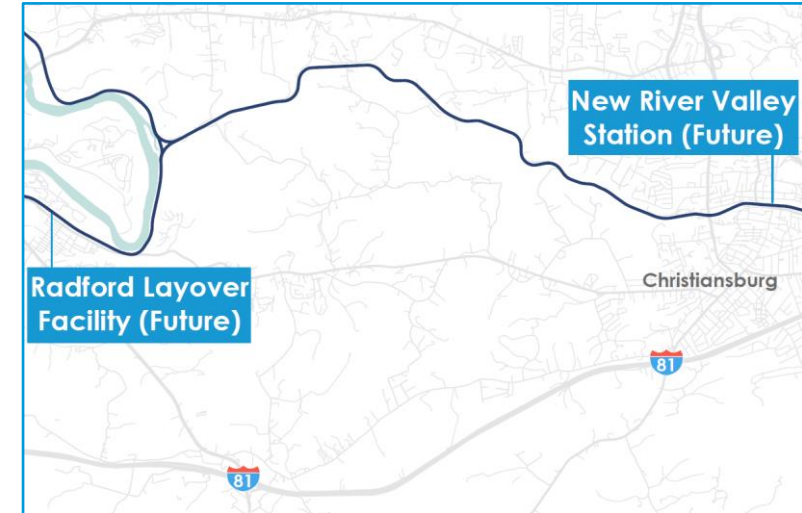 New River Valley
Station (Future)
Radford Layover
Facility (Future)
Christiansburg
81
81